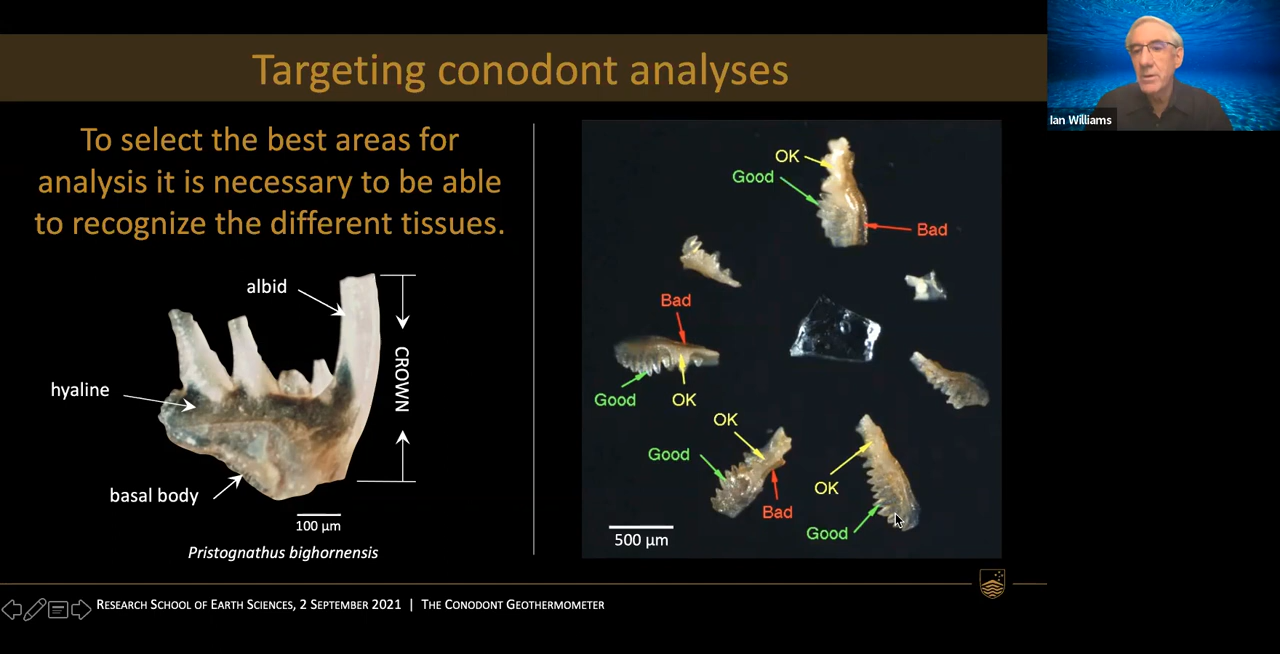 Targeting conodont analyses
Ian Williams
To select the best areas for
analysis it is necessary to be able
to recognize the different tissues.
albid
CROWN
hyaline
basal body
100 µm
Pristognathus bighornensis
OK
Good
Bad
Bad
Good
OK
OK
Good
Bad
OK
Good
500 µm
RESEARCH SCHOOL OF EARTH SCIENCES, 2 SEPTEMBER 2021 | THE CONODONT GEOTHERMOMETER